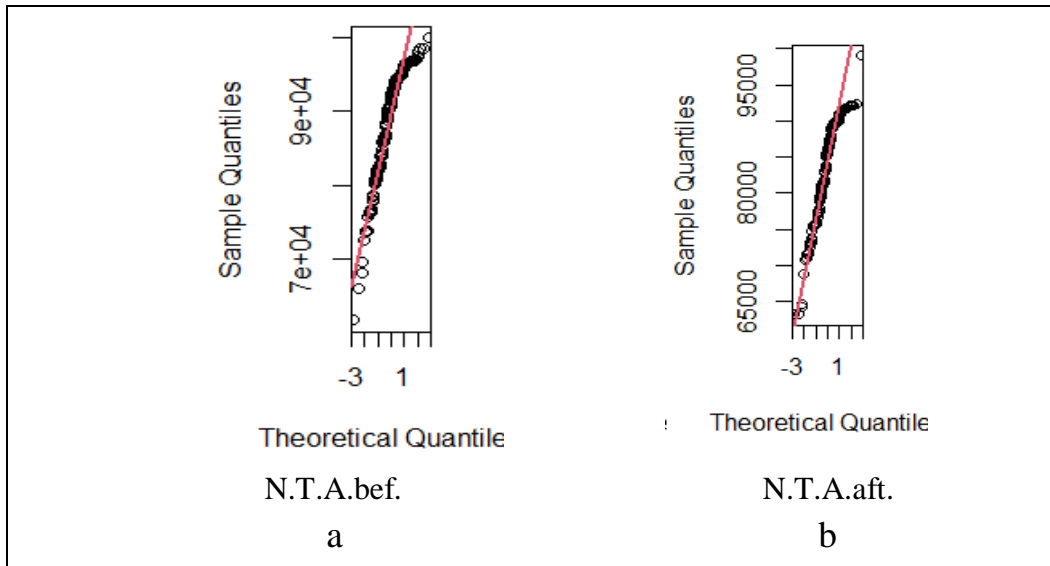 Sample Quantiles
9e+04
7e+04
-3 1
Theoretical Quantile
N.T.A.bef.
a
Sample Quantiles
95000
80000
65000
-3 1
Theoretical Quantile
N.T.A.aft.
b